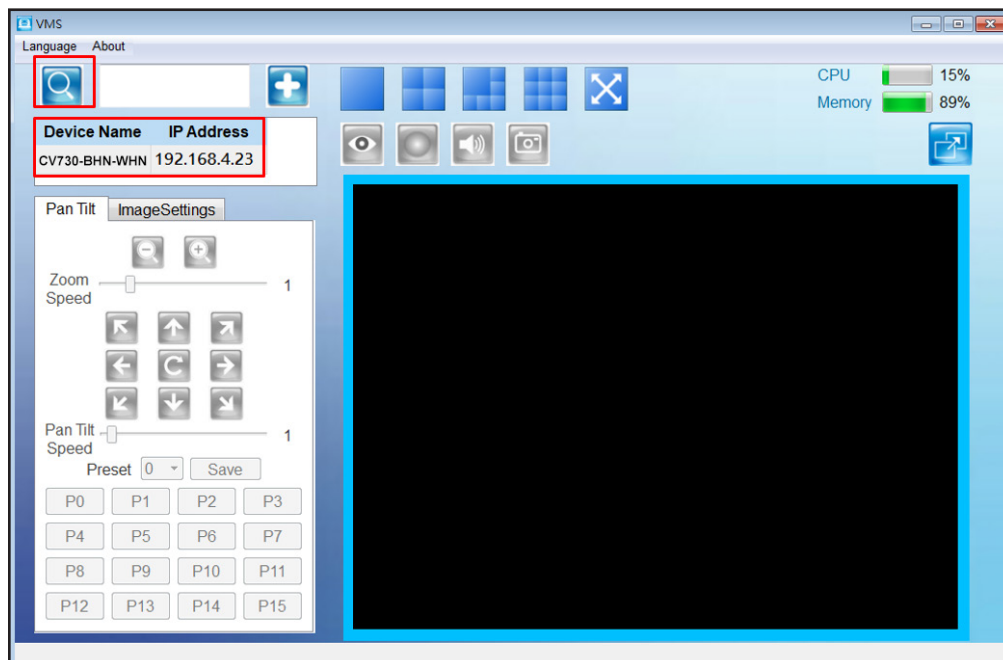 VMS
Language About
CPU 15%
Memory 89%
Device Name IP Address
CV730-BHN-WHN 192.168.4.23
Pan Tilt ImageSettings
Zoom
Speed 1
Pan Tilt
Speed 1
Preset 0 Save
P0 P1 P2 P3
P4 P5 P6 P7
P8 P9 P10 P11
P12 P13 P14 P15